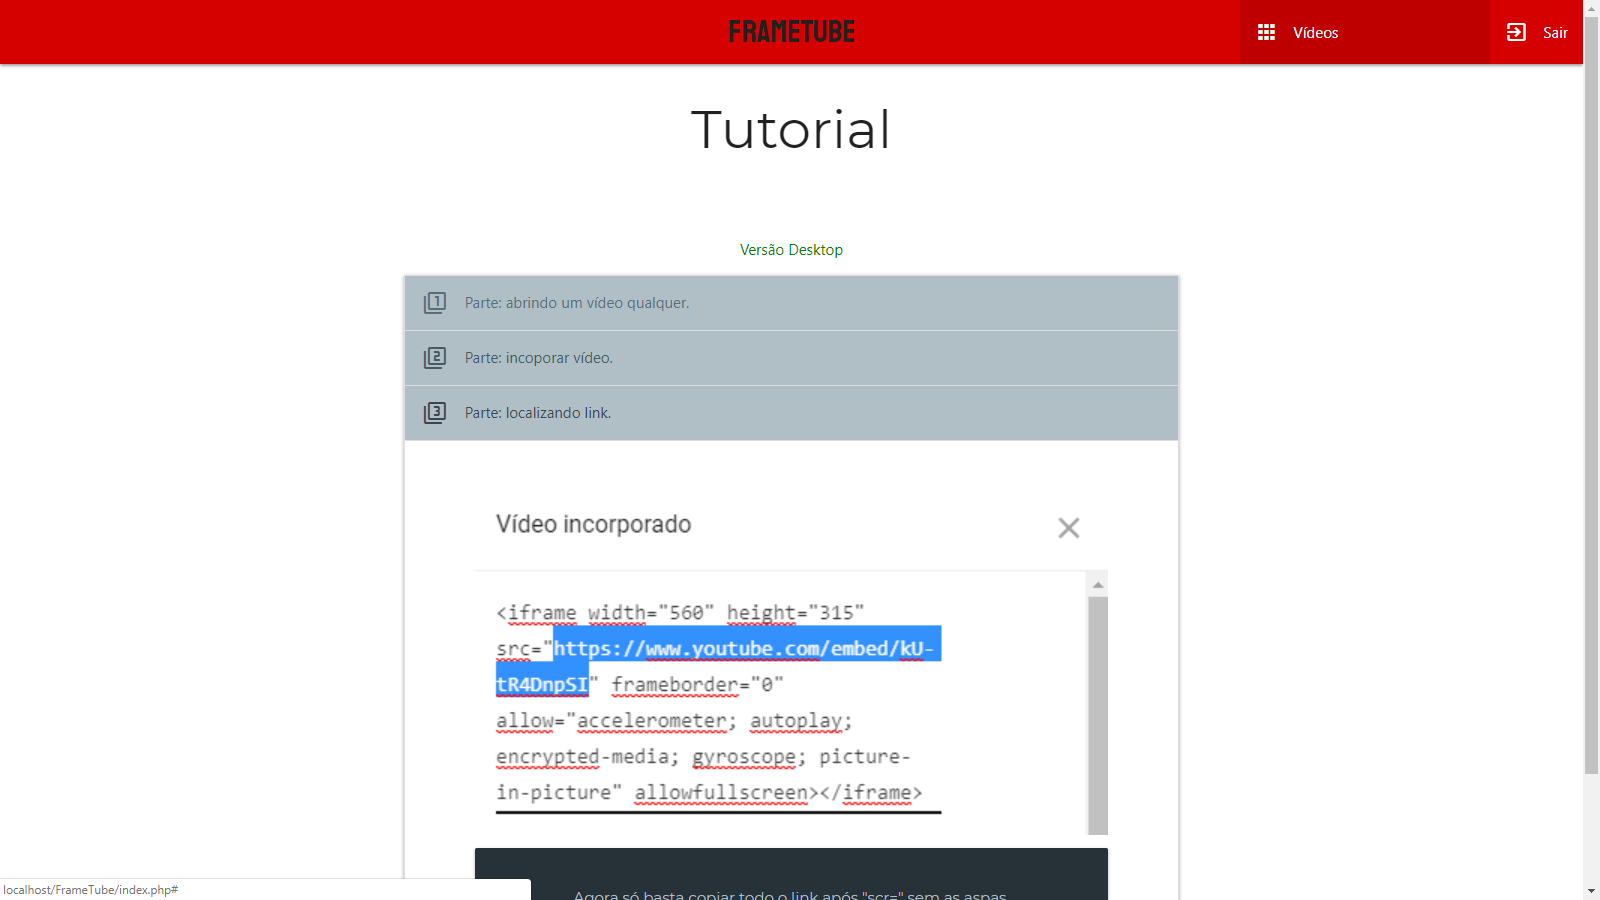 FRAMETUBE
Vídeos
Sair
Tutorial
Versão Desktop
1 Parte: abrindo um vídeo qualquer.
2 Parte: incoporar vídeo.
3 Parte: localizando link.
Vídeo incorporado
<iframe width="560" height="315"
src="https://www.youtube.com/embed/kU-
tR4DnpSI" frameborder="0"
allow="accelerometer; autoplay;
encrypted-media; gyroscope; picture-
in-picture" allowfullscreen></iframe>
Agora só basta copiar todo o link após "scr=" sem as aspas
localhost/FrameTube/index.php#